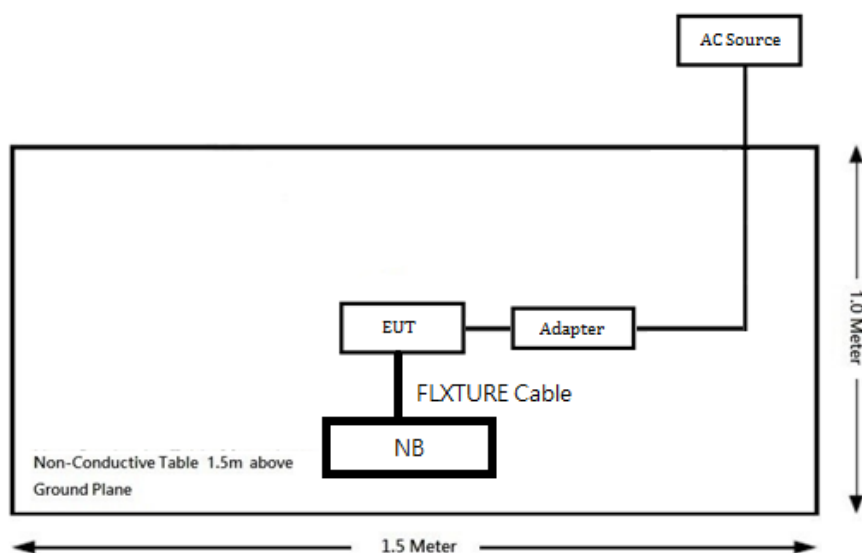 AC Source
EUT
Adapter
1.0 Meter
FLXTURE Cable
NB
Non-Conductive Table 1.5m above
Ground Plane
1.5 Meter